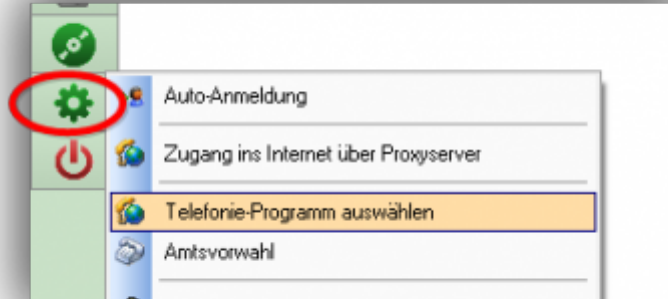 Auto-Anmeldung
Zugang ins Internet über Proxyserver
Telefonie-Programm auswählen
Amtsvorwahl